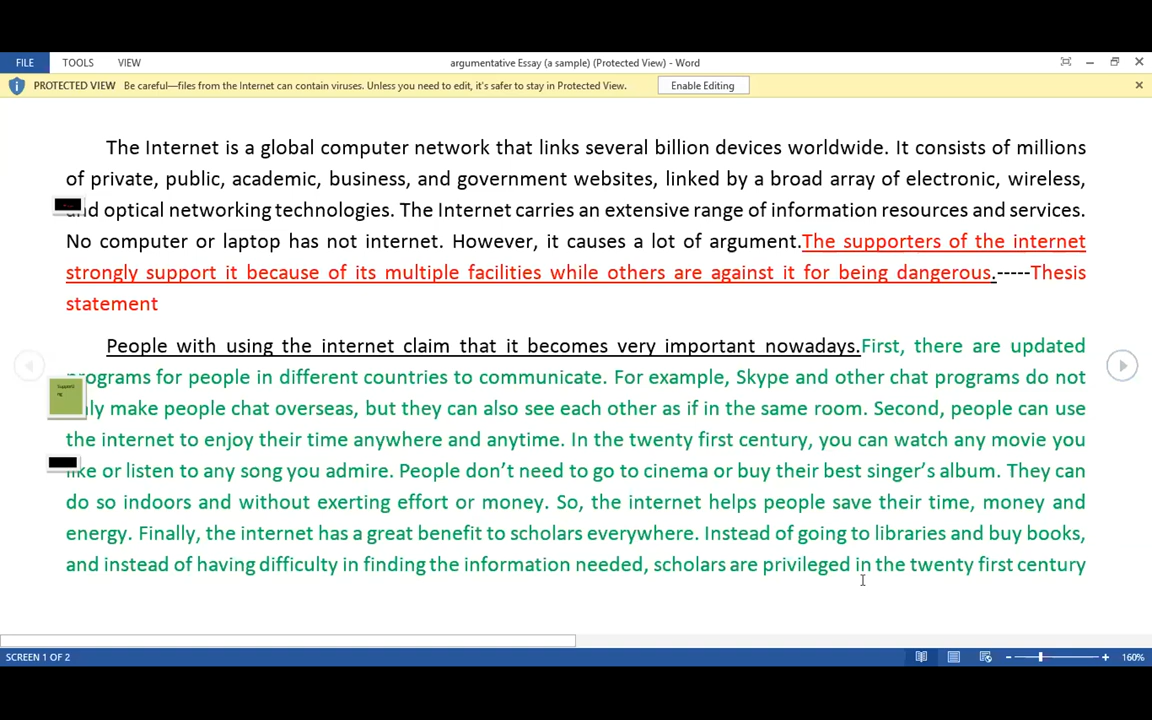 FILE TOOLS VIEW argumentative Essay (a sample) (Protected View) - Word
PROTECTED VIEW Be careful—files from the Internet can contain viruses. Unless you need to edit, it's safer to stay in Protected View. Enable Editing
The Internet is a global computer network that links several billion devices worldwide. It consists of millions
of private, public, academic, business, and government websites, linked by a broad array of electronic, wireless,
and optical networking technologies. The Internet carries an extensive range of information resources and services.
No computer or laptop has not internet. However, it causes a lot of argument.The supporters of the internet
strongly support it because of its multiple facilities while others are against it for being dangerous.-----Thesis
statement
People with using the internet claim that it becomes very important nowadays.First, there are updated
programs for people in different countries to communicate. For example, Skype and other chat programs do not
only make people chat overseas, but they can also see each other as if in the same room. Second, people can use
the internet to enjoy their time anywhere and anytime. In the twenty first century, you can watch any movie you
like or listen to any song you admire. People don't need to go to cinema or buy their best singer's album. They can
do so indoors and without exerting effort or money. So, the internet helps people save their time, money and
energy. Finally, the internet has a great benefit to scholars everywhere. Instead of going to libraries and buy books,
and instead of having difficulty in finding the information needed, scholars are privileged in the twenty first century
SCREEN 1 OF 2 160%